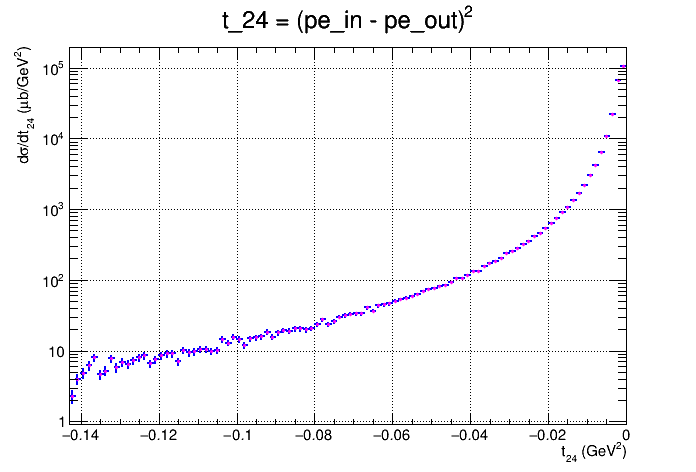 t_24 = (pe_in - pe_out)²
dσ/dt₂₄ (μb/GeV²)
10⁵
10⁴
10³
10²
10
1
−0.14 −0.12 −0.1 −0.08 −0.06 −0.04 −0.02 0
t₂₄ (GeV²)